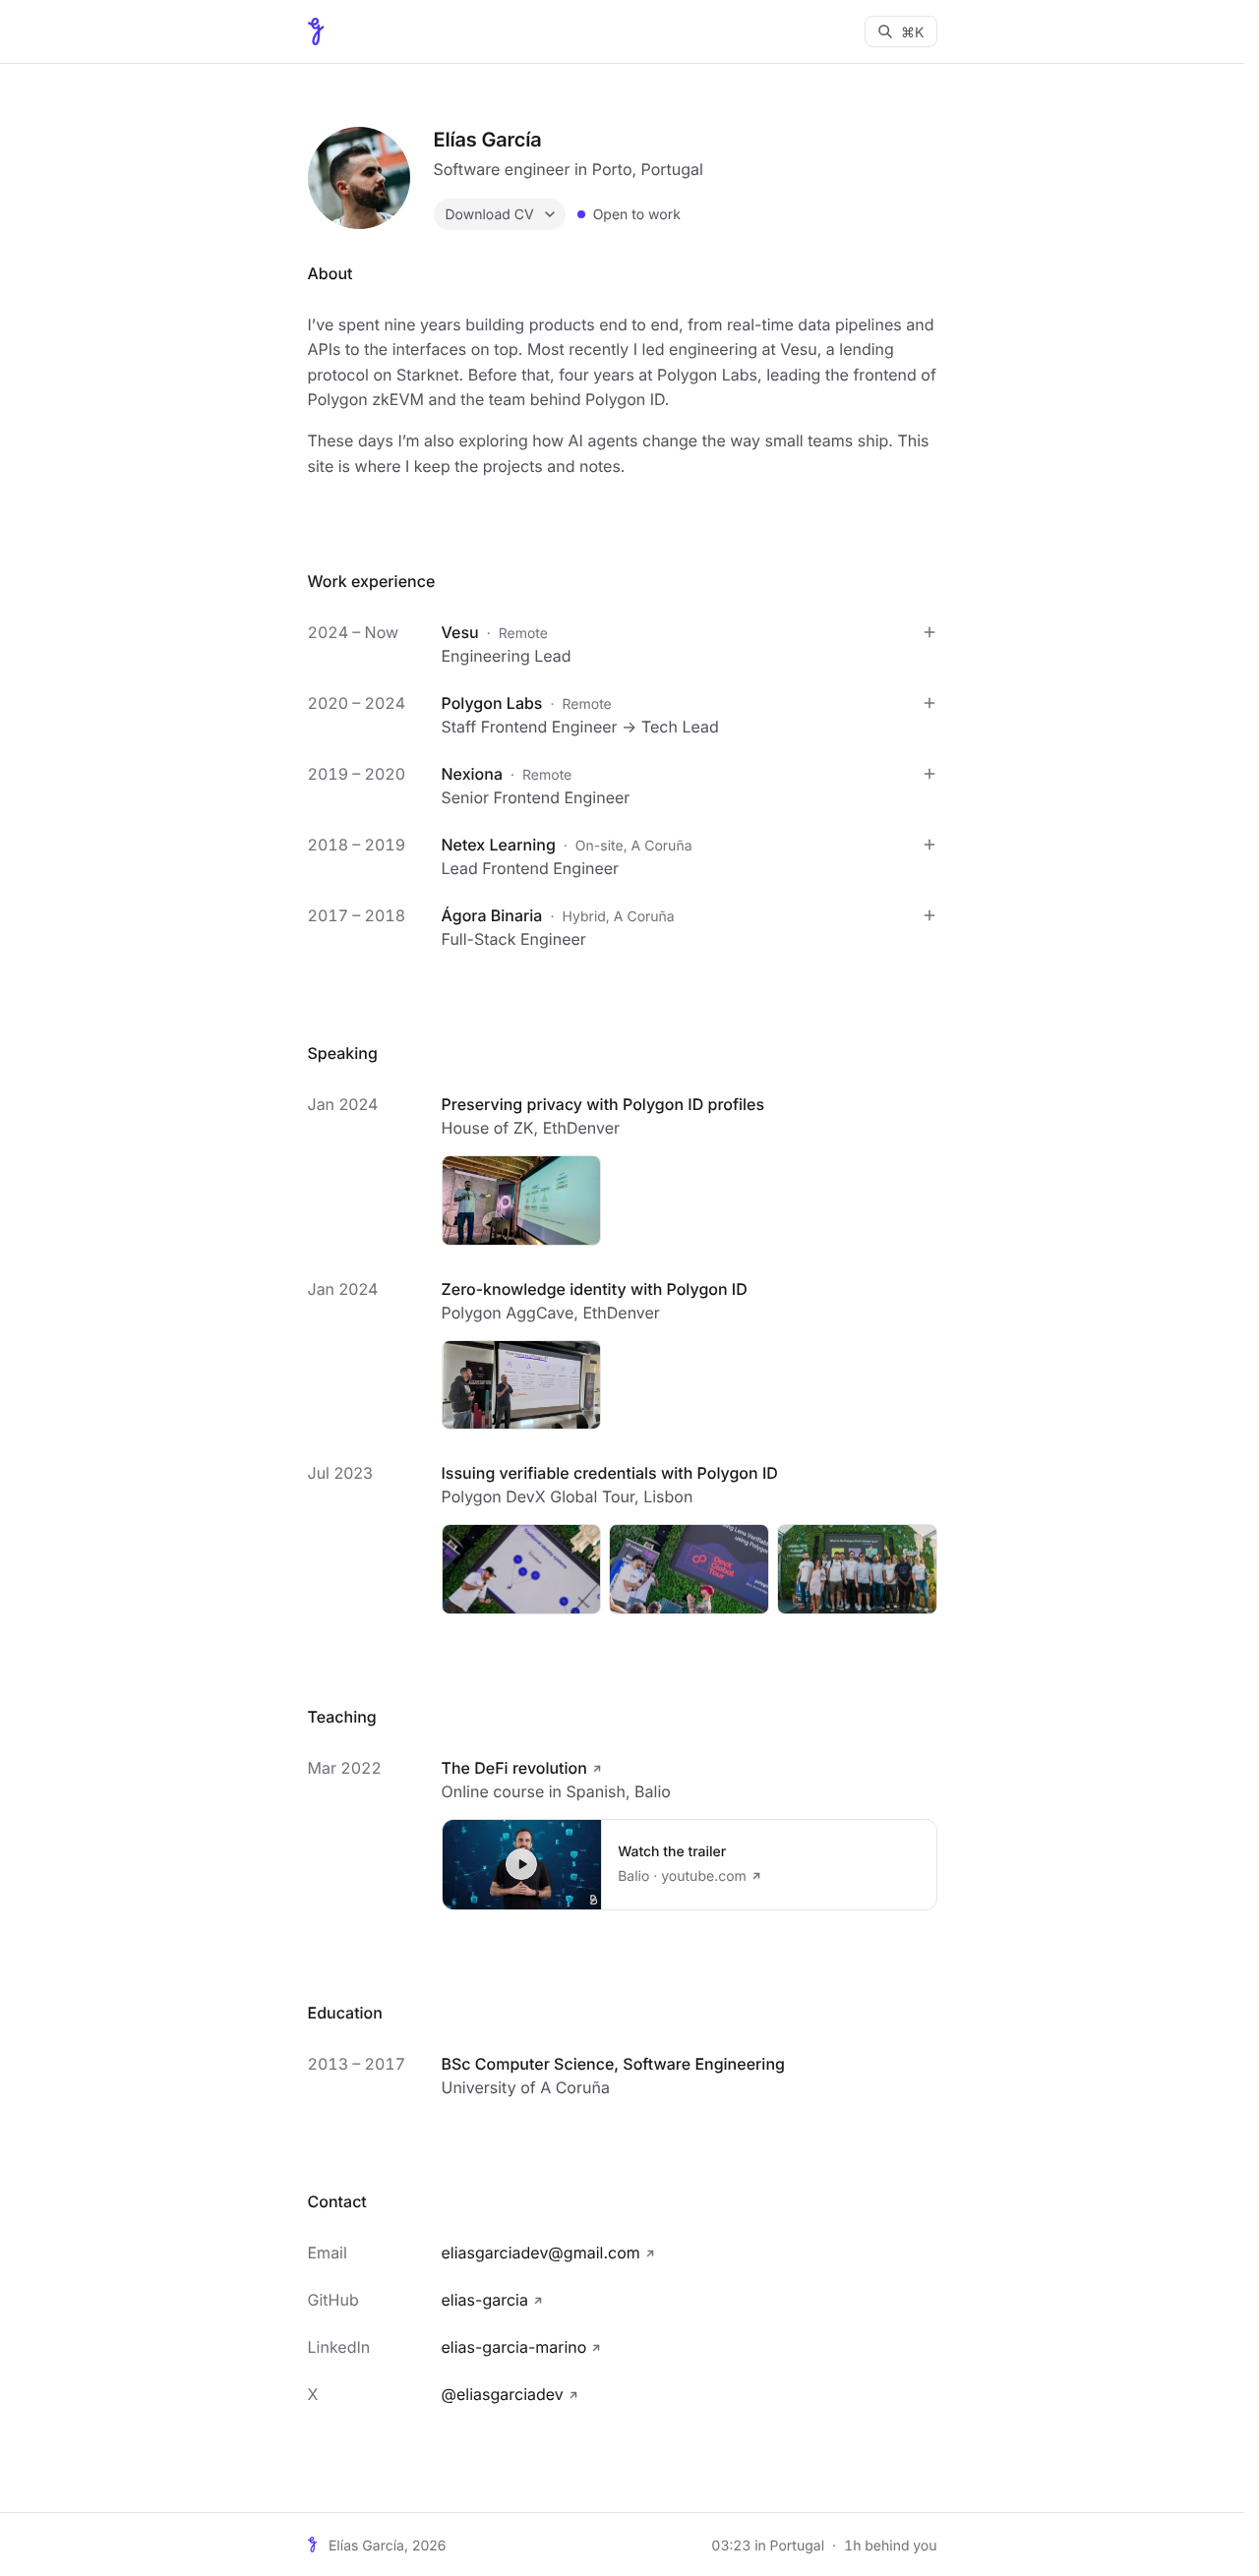 ⌘K
Elías García
Software engineer in Porto, Portugal
Download CV
Open to work
About
I’ve spent nine years building products end to end, from real-time data pipelines and
APIs to the interfaces on top. Most recently I led engineering at Vesu, a lending
protocol on Starknet. Before that, four years at Polygon Labs, leading the frontend of
Polygon zkEVM and the team behind Polygon ID.
These days I’m also exploring how AI agents change the way small teams ship. This
site is where I keep the projects and notes.
Work experience
2024 – Now Vesu · Remote
Engineering Lead
2020 – 2024 Polygon Labs · Remote
Staff Frontend Engineer → Tech Lead
2019 – 2020 Nexiona · Remote
Senior Frontend Engineer
2018 – 2019 Netex Learning · On-site, A Coruña
Lead Frontend Engineer
2017 – 2018 Ágora Binaria · Hybrid, A Coruña
Full-Stack Engineer
Speaking
Jan 2024 Preserving privacy with Polygon ID profiles
House of ZK, EthDenver
Jan 2024 Zero-knowledge identity with Polygon ID
Polygon AggCave, EthDenver
Jul 2023 Issuing verifiable credentials with Polygon ID
Polygon DevX Global Tour, Lisbon
DevX
Global
Tour
Teaching
Mar 2022 The DeFi revolution ↗
Online course in Spanish, Balio
Watch the trailer
Balio · youtube.com ↗
Education
2013 – 2017 BSc Computer Science, Software Engineering
University of A Coruña
Contact
Email eliasgarciadev@gmail.com ↗
GitHub elias-garcia ↗
LinkedIn elias-garcia-marino ↗
X @eliasgarciadev ↗
Elías García, 2026
03:23 in Portugal · 1h behind you